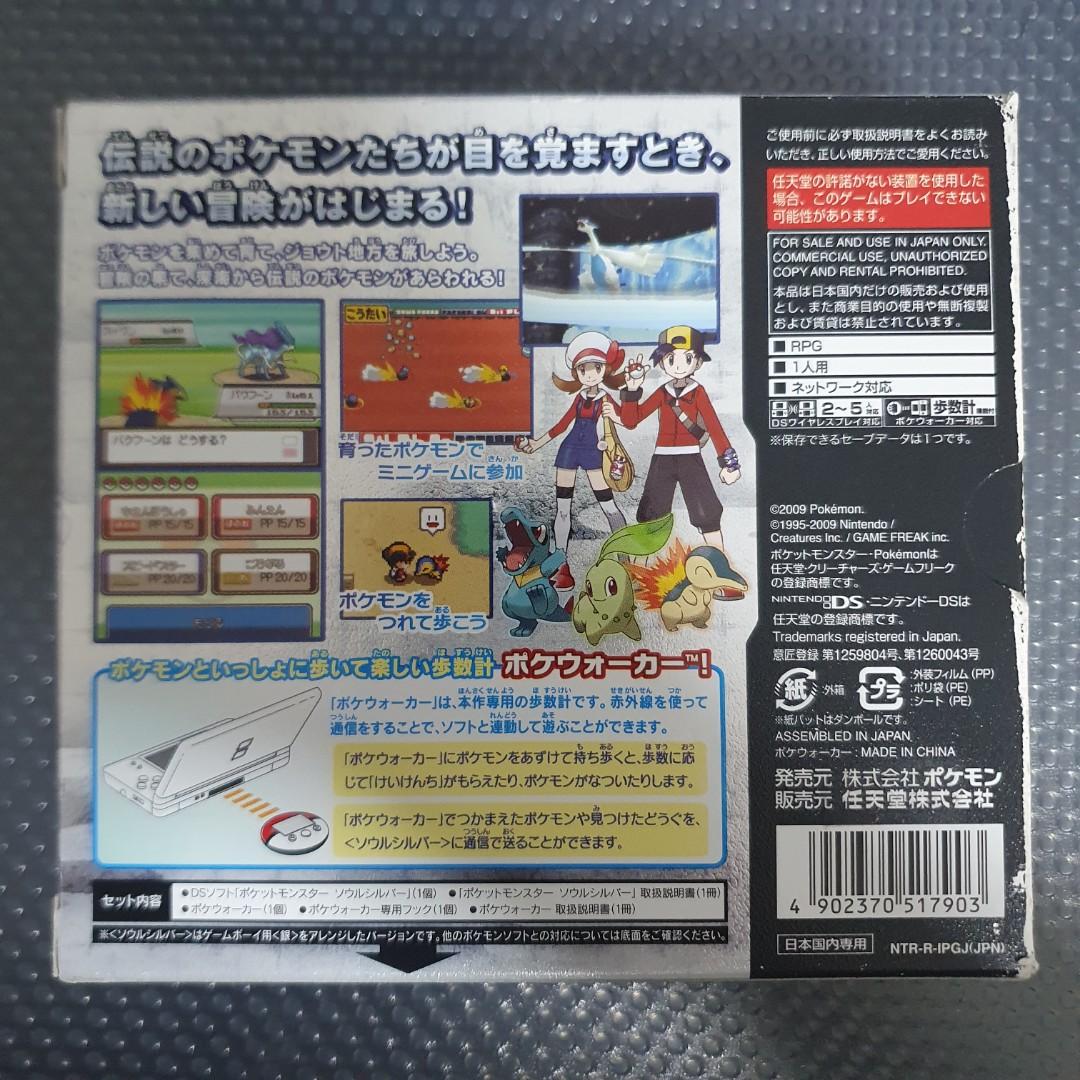 伝説のポケモンたちが目を覚ますとき、
新しい冒険がはじまる!
ポケモンを集めて育て、ジョウト地方を旅しよう。
冒険の果て、深緒から伝説のポケモンがあらわれる!
バクフーン
153/153
バクフーンは どうする?
ふんえん
PP 15/15
PP 15/15
スピードスター
PP 20/20
PP 20/20
こうたい
育ったポケモンで
ミニゲームに参加
ポケモンを
つれて歩こう
ポケモンといっしょに歩いて楽しい歩数計 ポケウォーカー™!
「ポケウォーカー」は、本作専用の歩数計です。赤外線を使って
通信をすることで、ソフトと連動して遊ぶことができます。
「ポケウォーカー」にポケモンをあずけて持ち歩くと、歩数に応
じて「けいけんち」がもらえたり、ポケモンがなついたりします。
「ポケウォーカー」でつかまえたポケモンや見つけたどうぐを、
<ソウルシルバー>に通信で送ることができます。
セット内容
●DSソフト「ポケットモンスター ソウルシルバー」(1個) ●「ポケットモンスター ソウルシルバー」取扱説明書(1冊)
●ポケウォーカー(1個) ●ポケウォーカー専用フック(1個) ●ポケウォーカー 取扱説明書(1冊)
※<ソウルシルバー>はゲームボーイ用<銀>をアレンジしたバージョンです。他のポケモンソフトとの対応については底面をご確認ください。
ご使用前に必ず取扱説明書をよくお読み
いただき、正しい使用方法でご愛用ください。
任天堂の許諾がない装置を使用した
場合、このゲームはプレイできない
可能性があります。
FOR SALE AND USE IN JAPAN ONLY.
COMMERCIAL USE, UNAUTHORIZED
COPY AND RENTAL PROHIBITED.
本品は日本国内だけの販売および使用
とし、また商業目的の使用や無断複製
および賃貸は禁止されています。
■ RPG
■ 1人用
■ ネットワーク対応
2~5人対応
DSワイヤレスプレイ対応
歩数計機能付
ポケウォーカー対応
※保存できるセーブデータは1つです。
©2009 Pokémon.
©1995-2009 Nintendo /
Creatures Inc. / GAME FREAK inc.
ポケットモンスター・Pokémonは
任天堂・クリーチャーズ・ゲームフリーク
の登録商標です。
NINTENDO DS・ニンテンドーDSは
任天堂の登録商標です。
Trademarks registered in Japan.
意匠登録 第1259804号、第1260043号
紙 :外箱
プラ :外装フィルム (PP)
:ポリ袋 (PE)
:シート (PE)
※紙パットはダンボールです。
ASSEMBLED IN JAPAN
ポケウォーカー : MADE IN CHINA
発売元 株式会社ポケモン
販売元 任天堂株式会社
4 902370 517903
日本国内専用
NTR-R-IPGJ(JPN)